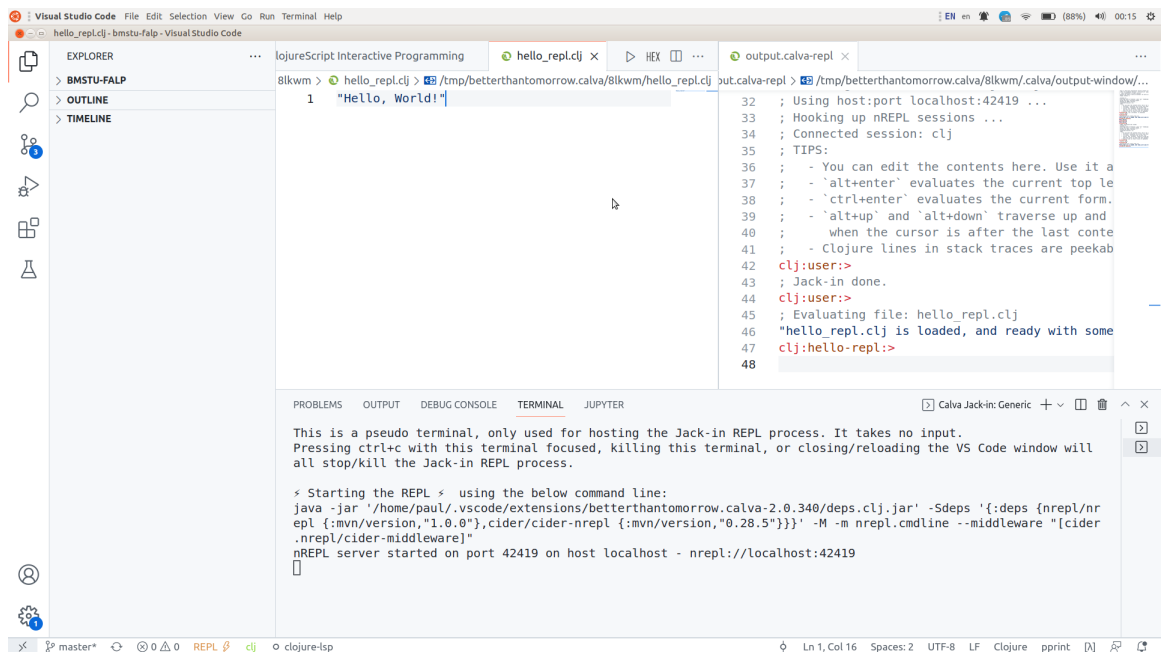 Visual Studio Code File Edit Selection View Go Run Terminal Help
EN en (88%) 00:15
hello_repl.clj - bmstu-falp - Visual Studio Code
EXPLORER ···
BMSTU-FALP
OUTLINE
TIMELINE
3
lojureScript Interactive Programming hello_repl.clj HEX ···
8lkwm > hello_repl.clj > /tmp/betterthantomorrow.calva/8lkwm/hello_repl.clj
1 "Hello, World!"
output.calva-repl ···
out.calva-repl > /tmp/betterthantomorrow.calva/8lkwm/.calva/output-window/...
32 ; Using host:port localhost:42419 ...
33 ; Hooking up nREPL sessions ...
34 ; Connected session: clj
35 ; TIPS:
36 ;   - You can edit the contents here. Use it a
37 ;   - `alt+enter` evaluates the current top le
38 ;   - `ctrl+enter` evaluates the current form.
39 ;   - `alt+up` and `alt+down` traverse up and
40 ;      when the cursor is after the last conte
41 ;   - Clojure lines in stack traces are peekab
42 clj:user:>
43 ; Jack-in done.
44 clj:user:>
45 ; Evaluating file: hello_repl.clj
46 "hello_repl.clj is loaded, and ready with some
47 clj:hello-repl:>
48
PROBLEMS OUTPUT DEBUG CONSOLE TERMINAL JUPYTER Calva Jack-in: Generic
This is a pseudo terminal, only used for hosting the Jack-in REPL process. It takes no input.
Pressing ctrl+c with this terminal focused, killing this terminal, or closing/reloading the VS Code window will
all stop/kill the Jack-in REPL process.
⚡ Starting the REPL ⚡ using the below command line:
java -jar '/home/paul/.vscode/extensions/betterthantomorrow.calva-2.0.340/deps.clj.jar' -Sdeps '{:deps {nrepl/nr
epl {:mvn/version,"1.0.0"},cider/cider-nrepl {:mvn/version,"0.28.5"}}}' -M -m nrepl.cmdline --middleware "[cider
.nrepl/cider-middleware]"
nREPL server started on port 42419 on host localhost - nrepl://localhost:42419
1
master* 0 0 REPL clj clojure-lsp Ln 1, Col 16 Spaces: 2 UTF-8 LF Clojure pprint [λ]